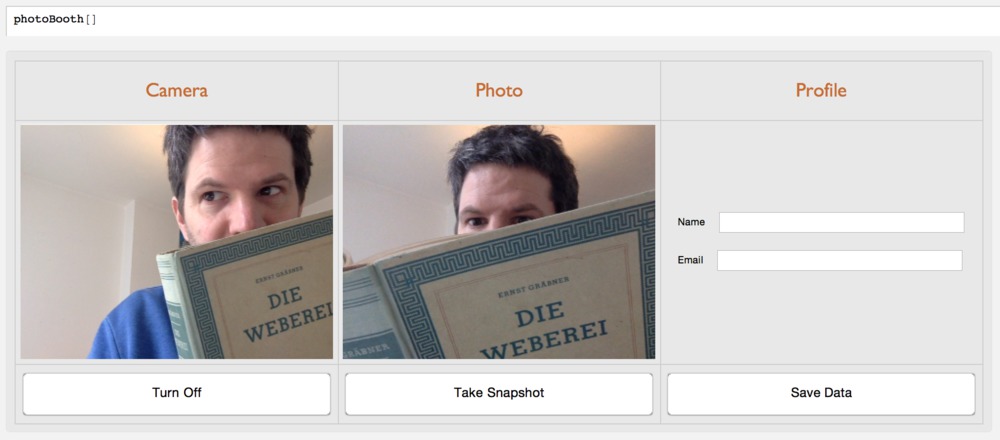 photoBooth[]
Camera
Photo
Profile
ERNST GRÄBNER
DIE
WEBEREI
ERNST GRÄBNER
DIE
WEBEREI
GRÄBNER
Name
Email
Turn Off
Take Snapshot
Save Data